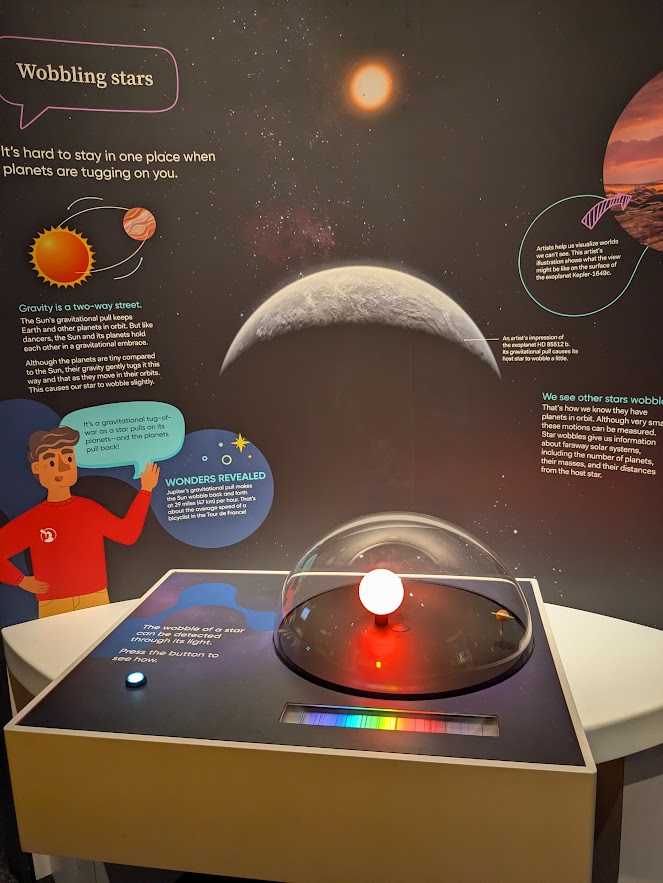 Wobbling stars
It's hard to stay in one place when
planets are tugging on you.
Gravity is a two-way street.
The Sun's gravitational pull keeps
Earth and other planets in orbit. But like
dancers, the Sun and its planets hold
each other in a gravitational embrace.
Although the planets are tiny compared
to the Sun, their gravity gently tugs it this
way and that as they move in their orbits.
This causes our star to wobble slightly.
It's a gravitational tug-of-
war as a star pulls on its
planets—and the planets
pull back!
WONDERS REVEALED
Jupiter's gravitational pull makes
the Sun wobble back and forth
at 29 miles (47 km) per hour. That's
about the average speed of a
bicyclist in the Tour de France!
Artists help us visualize worlds
we can't see. This artist's
illustration shows what the view
might be like on the surface of
the exoplanet Kepler-1649c.
An artist's impression of
the exoplanet HD 85512 b.
Its gravitational pull causes its
host star to wobble a little.
We see other stars wobble
That's how we know they have
planets in orbit. Although very
these motions can be measured.
Star wobbles give us information
about faraway solar systems,
including the number of planets,
their masses, and their distances
from the host star.
The wobble of a star
can be detected
through its light.
Press the button to
see how.